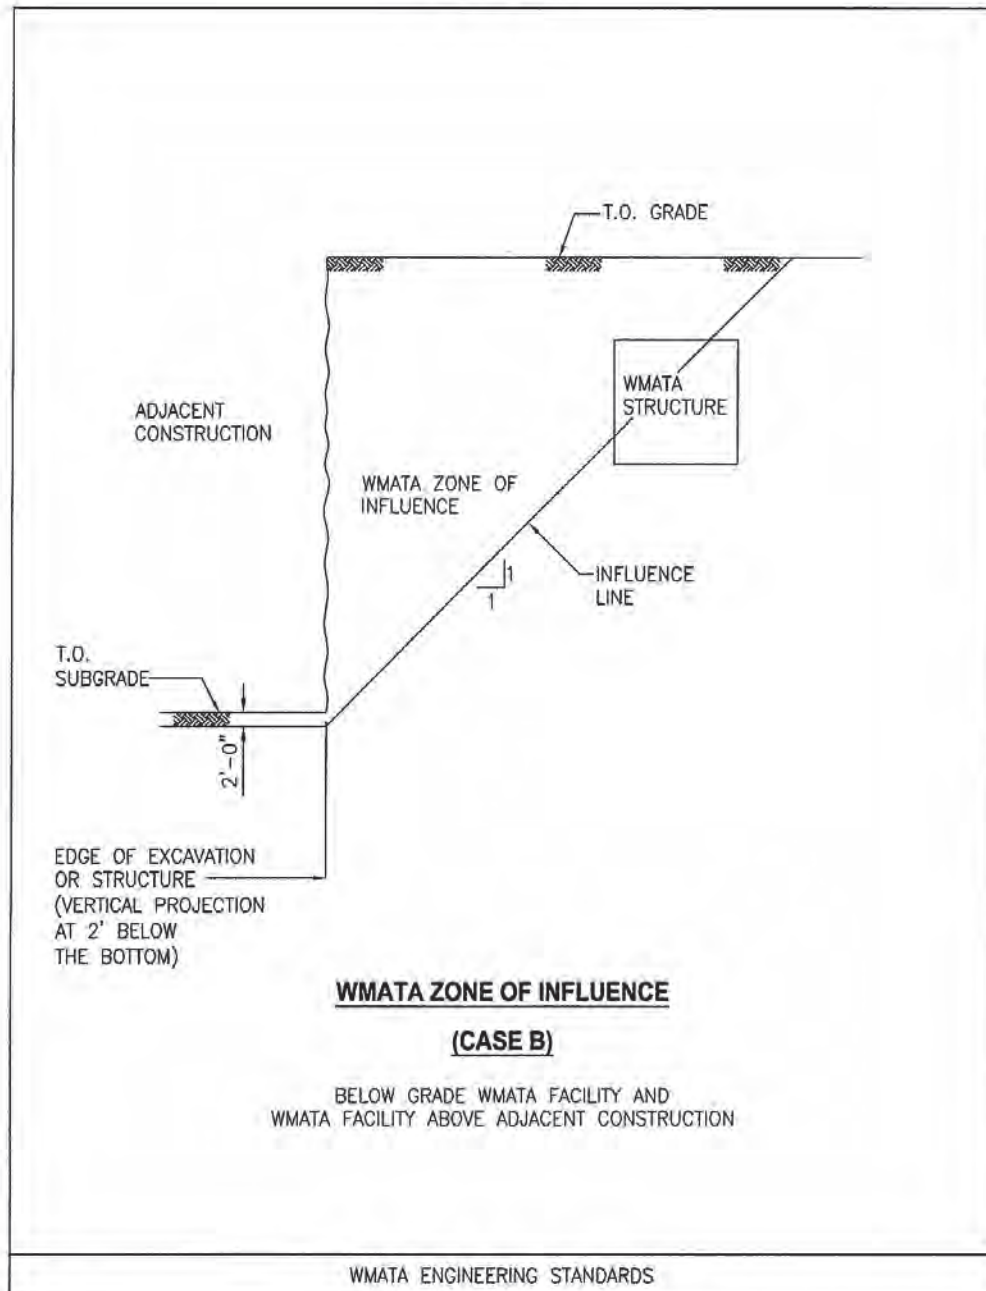 T.O. GRADE
ADJACENT
CONSTRUCTION
WMATA
STRUCTURE
WMATA ZONE OF
INFLUENCE
1
1
INFLUENCE
LINE
T.O.
SUBGRADE
2'-0"
EDGE OF EXCAVATION
OR STRUCTURE
(VERTICAL PROJECTION
AT 2' BELOW
THE BOTTOM)
WMATA ZONE OF INFLUENCE
(CASE B)
BELOW GRADE WMATA FACILITY AND
WMATA FACILITY ABOVE ADJACENT CONSTRUCTION
WMATA ENGINEERING STANDARDS